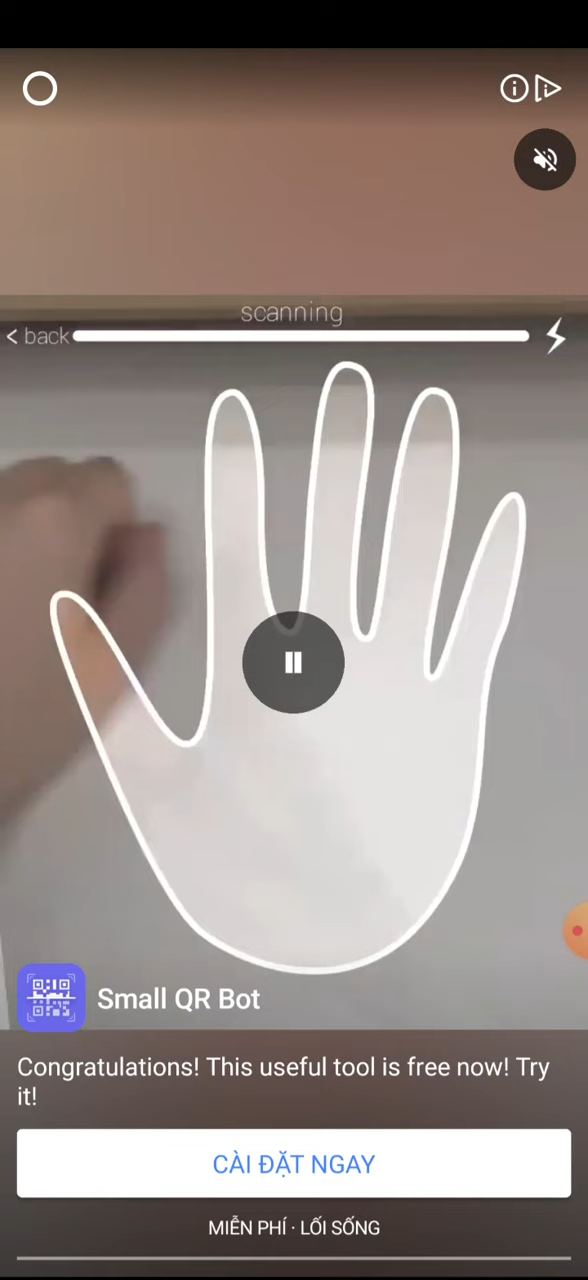 scanning
< back
Small QR Bot
Congratulations! This useful tool is free now! Try
it!
CÀI ĐẶT NGAY
MIỄN PHÍ · LỐI SỐNG